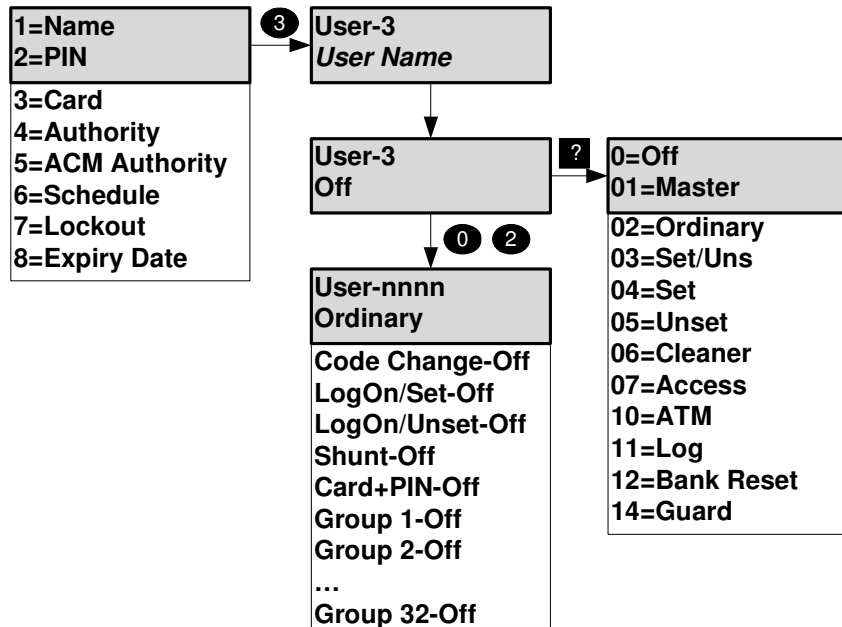 1=Name
2=PIN
3=Card
4=Authority
5=ACM Authority
6=Schedule
7=Lockout
8=Expiry Date
3
User-3
User Name
User-3
Off
?
0=Off
01=Master
02=Ordinary
03=Set/Uns
04=Set
05=Unset
06=Cleaner
07=Access
10=ATM
11=Log
12=Bank Reset
14=Guard
0 2
User-nnnn
Ordinary
Code Change-Off
LogOn/Set-Off
LogOn/Unset-Off
Shunt-Off
Card+PIN-Off
Group 1-Off
Group 2-Off
...
Group 32-Off